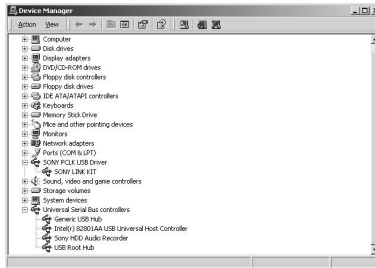 Device Manager
Action View
Computer
Disk drives
Display adapters
DVD/CD-ROM drives
Floppy disk controllers
Floppy disk drives
IDE ATA/ATAPI controllers
Keyboards
Memory Stick Drive
Mice and other pointing devices
Monitors
Network adapters
Ports (COM & LPT)
SONY PCLK USB Driver
SONY LINK KIT
Sound, video and game controllers
Storage volumes
System devices
Universal Serial Bus controllers
Generic USB Hub
Intel(r) 82801AA USB Universal Host Controller
Sony HDD Audio Recorder
USB Root Hub